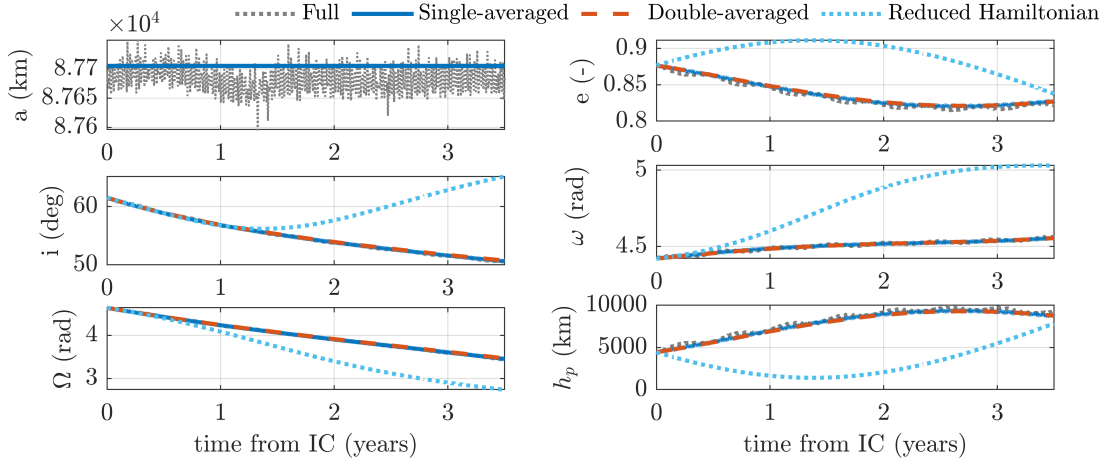 Full Single-averaged Double-averaged Reduced Hamiltonian
×10⁴
a (km)
8.77
8.765
8.76
0 1 2 3
e (-)
0.9
0.85
0.8
0 1 2 3
i (deg)
60
50
0 1 2 3
ω (rad)
5
4.5
0 1 2 3
Ω (rad)
4
3
0 1 2 3
time from IC (years)
hₚ (km)
10000
5000
0
0 1 2 3
time from IC (years)